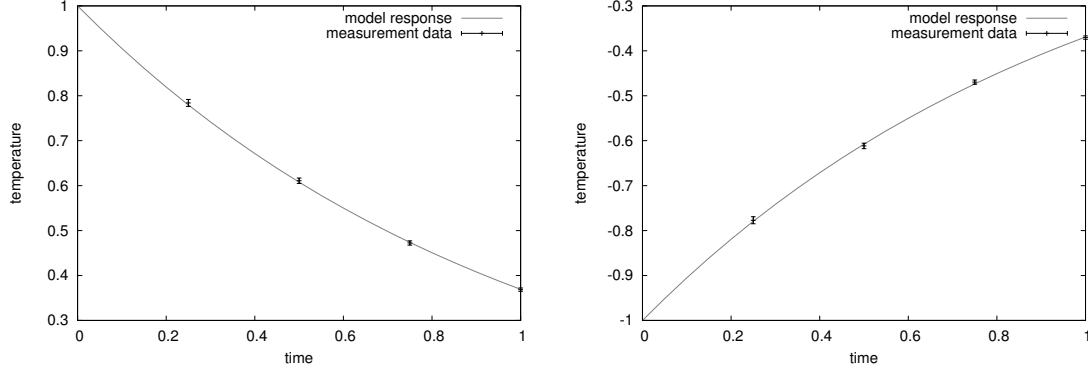 1
0.9
0.8
0.7
0.6
0.5
0.4
0.3
0 0.2 0.4 0.6 0.8 1
temperature
time
model response
measurement data
-0.3
-0.4
-0.5
-0.6
-0.7
-0.8
-0.9
-1
0 0.2 0.4 0.6 0.8 1
temperature
time
model response
measurement data